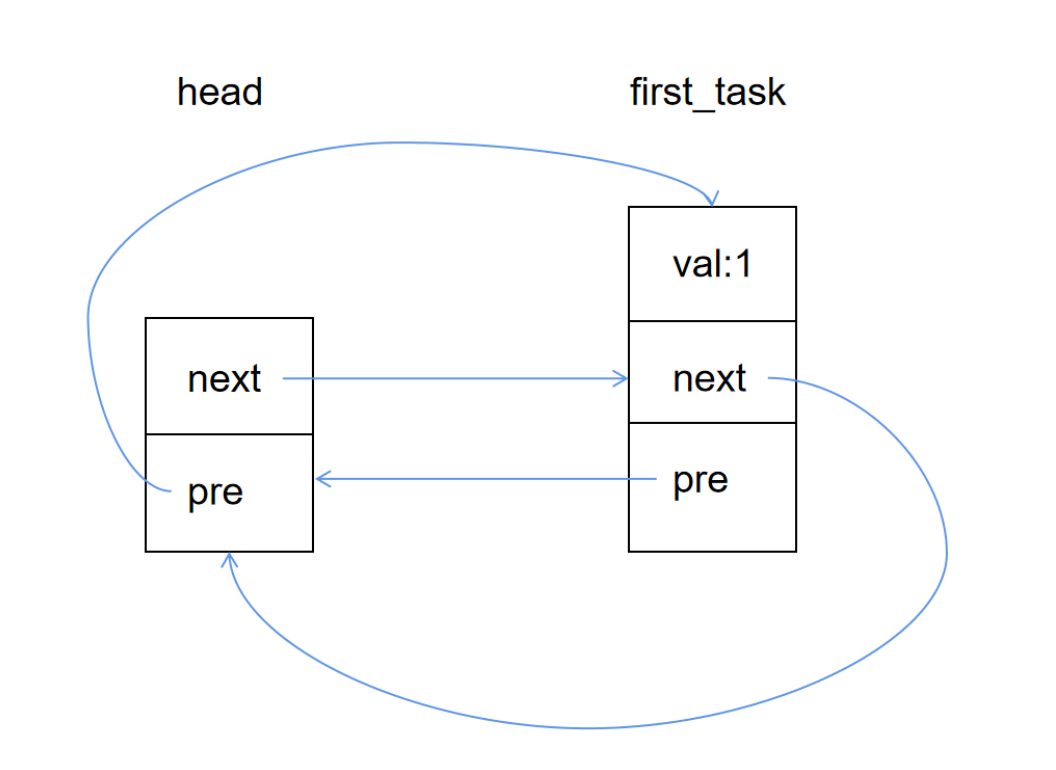 head
first_task
val:1
next
next
pre
pre